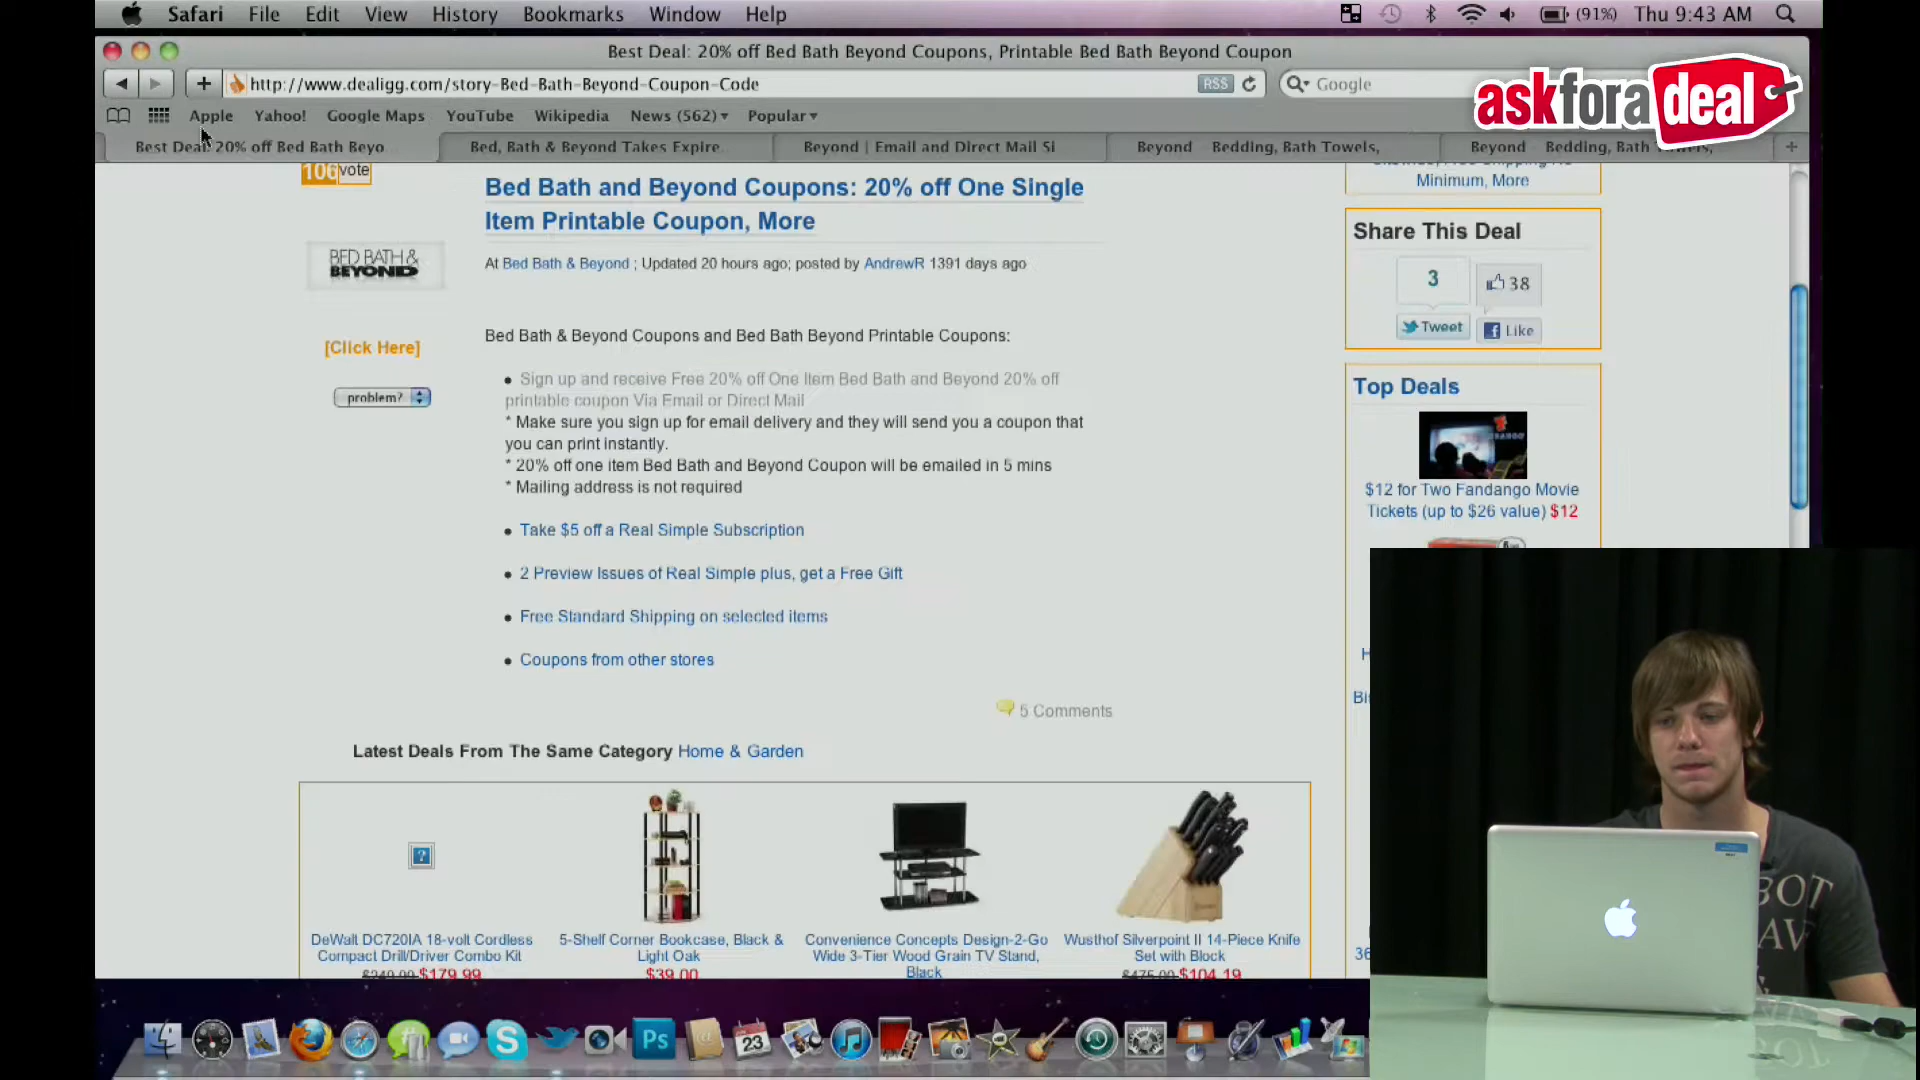 Safari File Edit View History Bookmarks Window Help (91%) Thu 9:43 AM
Best Deal: 20% off Bed Bath Beyond Coupons, Printable Bed Bath Beyond Coupon
http://www.dealigg.com/story-Bed-Bath-Beyond-Coupon-Code RSS Google
askforadeal
Apple Yahoo! Google Maps YouTube Wikipedia News (562) Popular
Best Deal: 20% off Bed Bath Beyo... Bed, Bath & Beyond Takes Expire... Beyond | Email and Direct Mail Si Beyond Bedding, Bath Towels, Beyond Bedding, Bath Towels,
106 vote
Bed Bath and Beyond Coupons: 20% off One Single
Item Printable Coupon, More
At Bed Bath & Beyond ; Updated 20 hours ago; posted by AndrewR 1391 days ago
BED BATH &
BEYOND
[Click Here]
problem?
Bed Bath & Beyond Coupons and Bed Bath Beyond Printable Coupons:
• Sign up and receive Free 20% off One Item Bed Bath and Beyond 20% off
printable coupon Via Email or Direct Mail
* Make sure you sign up for email delivery and they will send you a coupon that
you can print instantly.
* 20% off one item Bed Bath and Beyond Coupon will be emailed in 5 mins
* Mailing address is not required
• Take $5 off a Real Simple Subscription
• 2 Preview Issues of Real Simple plus, get a Free Gift
• Free Standard Shipping on selected items
• Coupons from other stores
5 Comments
Minimum, More
Share This Deal
3 38
Tweet Like
Top Deals
$12 for Two Fandango Movie
Tickets (up to $26 value) $12
Latest Deals From The Same Category Home & Garden
DeWalt DC720IA 18-volt Cordless
Compact Drill/Driver Combo Kit
$179.99
5-Shelf Corner Bookcase, Black &
Light Oak
$39.00
Convenience Concepts Design-2-Go
Wide 3-Tier Wood Grain TV Stand,
Black
Wusthof Silverpoint II 14-Piece Knife
Set with Block
$475.00 $104.19
Ps
23